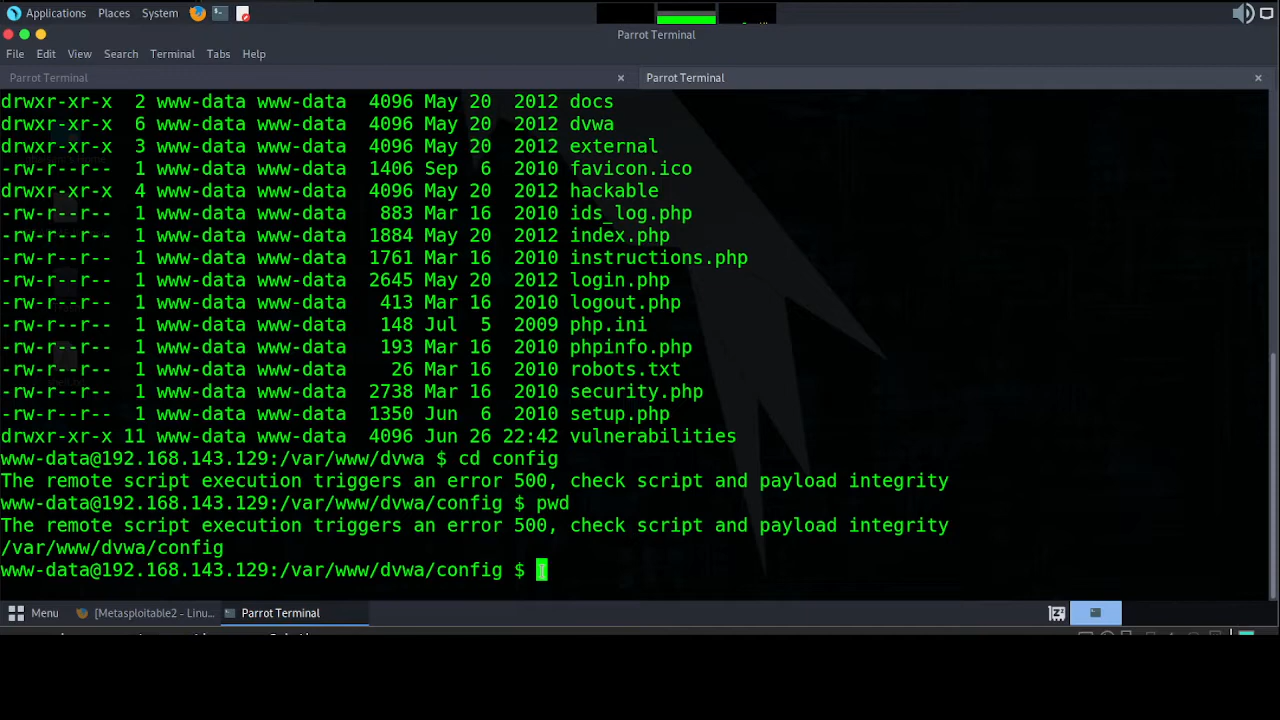 Applications Places System
Parrot Terminal
File Edit View Search Terminal Tabs Help
Parrot Terminal × Parrot Terminal ×
drwxr-xr-x 2 www-data www-data 4096 May 20 2012 docs
drwxr-xr-x 6 www-data www-data 4096 May 20 2012 dvwa
drwxr-xr-x 3 www-data www-data 4096 May 20 2012 external
-rw-r--r-- 1 www-data www-data 1406 Sep 6 2010 favicon.ico
drwxr-xr-x 4 www-data www-data 4096 May 20 2012 hackable
-rw-r--r-- 1 www-data www-data 883 Mar 16 2010 ids_log.php
-rw-r--r-- 1 www-data www-data 1884 May 20 2012 index.php
-rw-r--r-- 1 www-data www-data 1761 Mar 16 2010 instructions.php
-rw-r--r-- 1 www-data www-data 2645 May 20 2012 login.php
-rw-r--r-- 1 www-data www-data 413 Mar 16 2010 logout.php
-rw-r--r-- 1 www-data www-data 148 Jul 5 2009 php.ini
-rw-r--r-- 1 www-data www-data 193 Mar 16 2010 phpinfo.php
-rw-r--r-- 1 www-data www-data 26 Mar 16 2010 robots.txt
-rw-r--r-- 1 www-data www-data 2738 Mar 16 2010 security.php
-rw-r--r-- 1 www-data www-data 1350 Jun 6 2010 setup.php
drwxr-xr-x 11 www-data www-data 4096 Jun 26 22:42 vulnerabilities
www-data@192.168.143.129:/var/www/dvwa $ cd config
The remote script execution triggers an error 500, check script and payload integrity
www-data@192.168.143.129:/var/www/dvwa/config $ pwd
The remote script execution triggers an error 500, check script and payload integrity
/var/www/dvwa/config
www-data@192.168.143.129:/var/www/dvwa/config $
Menu [Metasploitable2 - Linu... Parrot Terminal